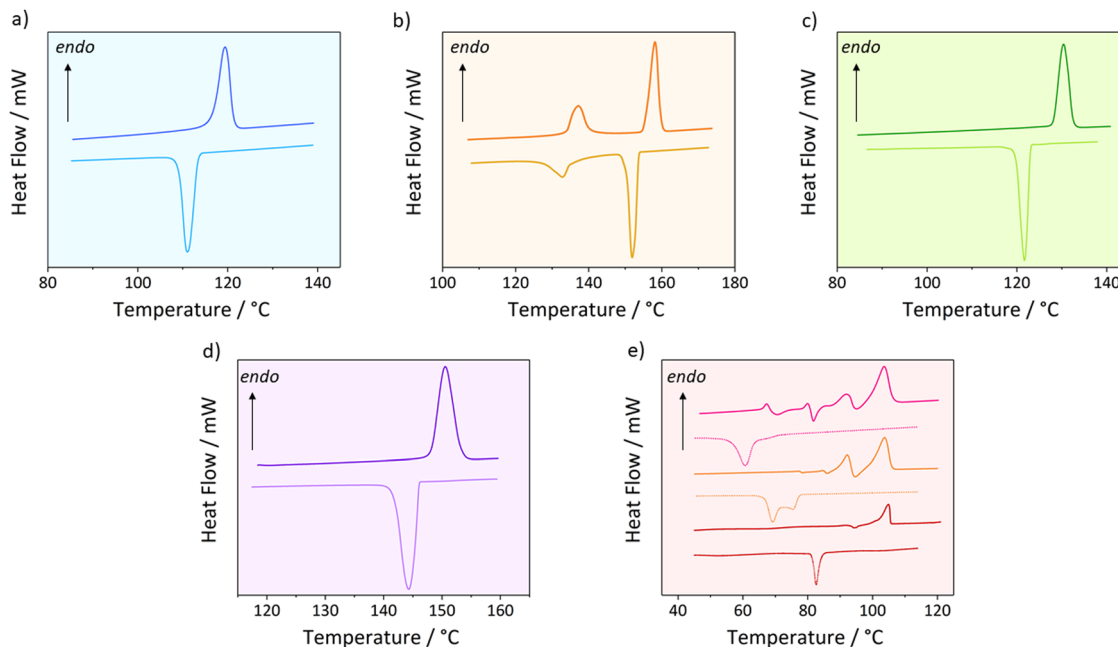 a)
endo
Heat Flow / mW
80 100 120 140
Temperature / °C
b)
endo
Heat Flow / mW
100 120 140 160 180
Temperature / °C
c)
endo
Heat Flow / mW
80 100 120 140
Temperature / °C
d)
endo
Heat Flow / mW
120 130 140 150 160
Temperature / °C
e)
endo
Heat Flow / mW
40 60 80 100 120
Temperature / °C